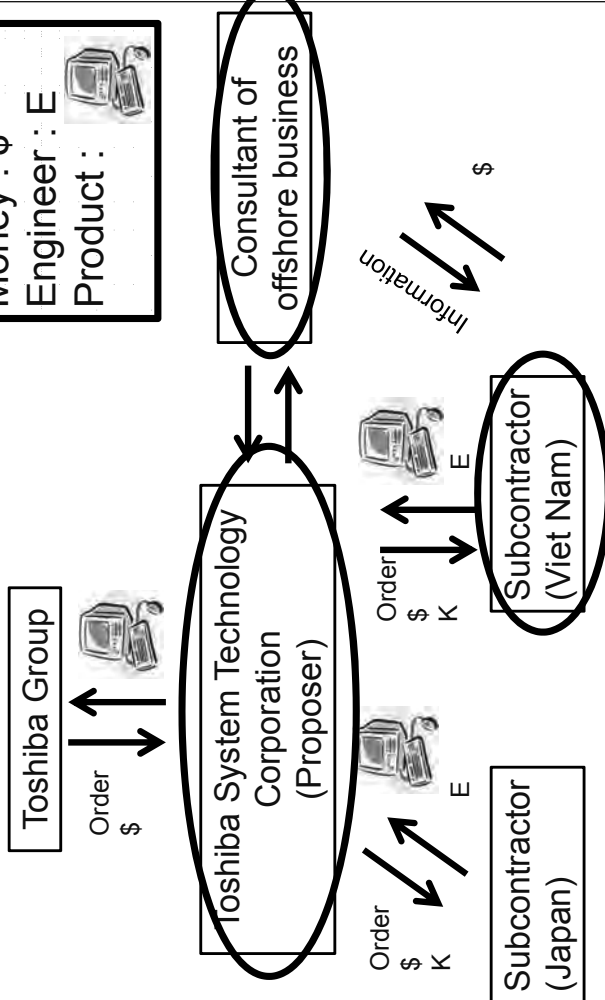 Money : $
Engineer : E
Product :
Toshiba Group
Order
$
Consultant of
offshore business
Toshiba System Technology
Corporation
(Proposer)
Information
$
Order
$
K
E
Order
$
K
E
Subcontractor
(Japan)
Subcontractor
(Viet Nam)